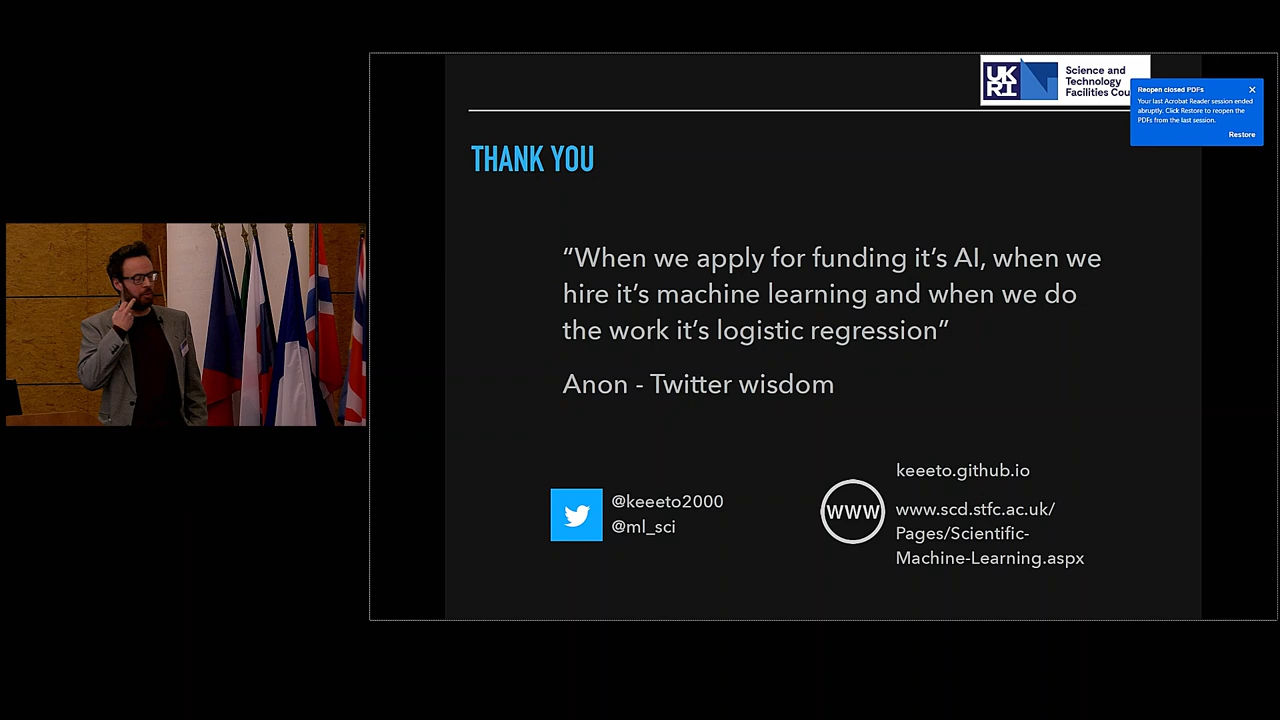 UK
RI
Science and
Technology
Facilities Cou
Reopen closed PDFs
Your last Acrobat Reader session ended
abruptly. Click Restore to reopen the
PDFs from the last session.
Restore
THANK YOU
“When we apply for funding it’s AI, when we
hire it’s machine learning and when we do
the work it’s logistic regression”
Anon - Twitter wisdom
@keeeto2000
@ml_sci
WWW
keeeto.github.io
www.scd.stfc.ac.uk/
Pages/Scientific-
Machine-Learning.aspx